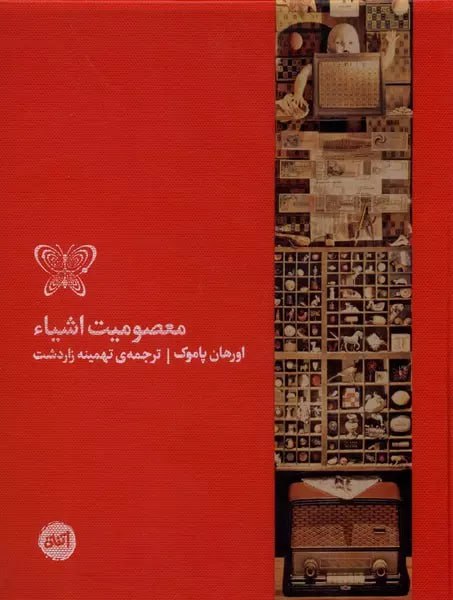 معصومیت اشیاء
اورهان پاموک | ترجمه‌ی تهمینه زاردشت